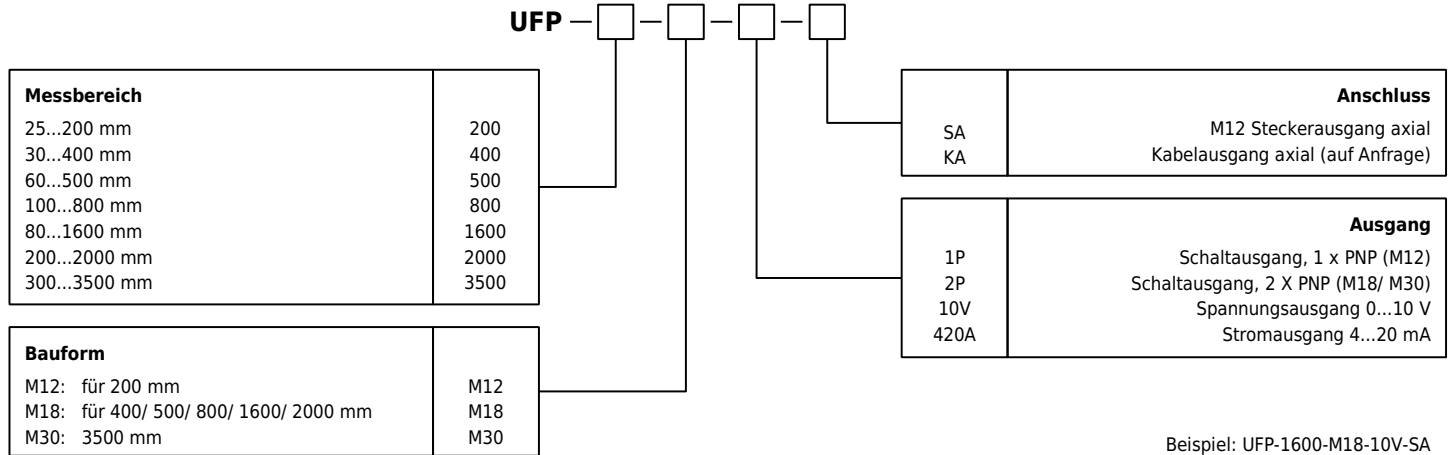 UFP
Messbereich
25...200 mm 200
30...400 mm 400
60...500 mm 500
100...800 mm 800
80...1600 mm 1600
200...2000 mm 2000
300...3500 mm 3500
Bauform
M12: für 200 mm M12
M18: für 400/ 500/ 800/ 1600/ 2000 mm M18
M30: 3500 mm M30
Anschluss
SA M12 Steckerausgang axial
KA Kabelausgang axial (auf Anfrage)
Ausgang
1P Schaltausgang, 1 x PNP (M12)
2P Schaltausgang, 2 X PNP (M18/ M30)
10V Spannungsausgang 0...10 V
420A Stromausgang 4...20 mA
Beispiel: UFP-1600-M18-10V-SA